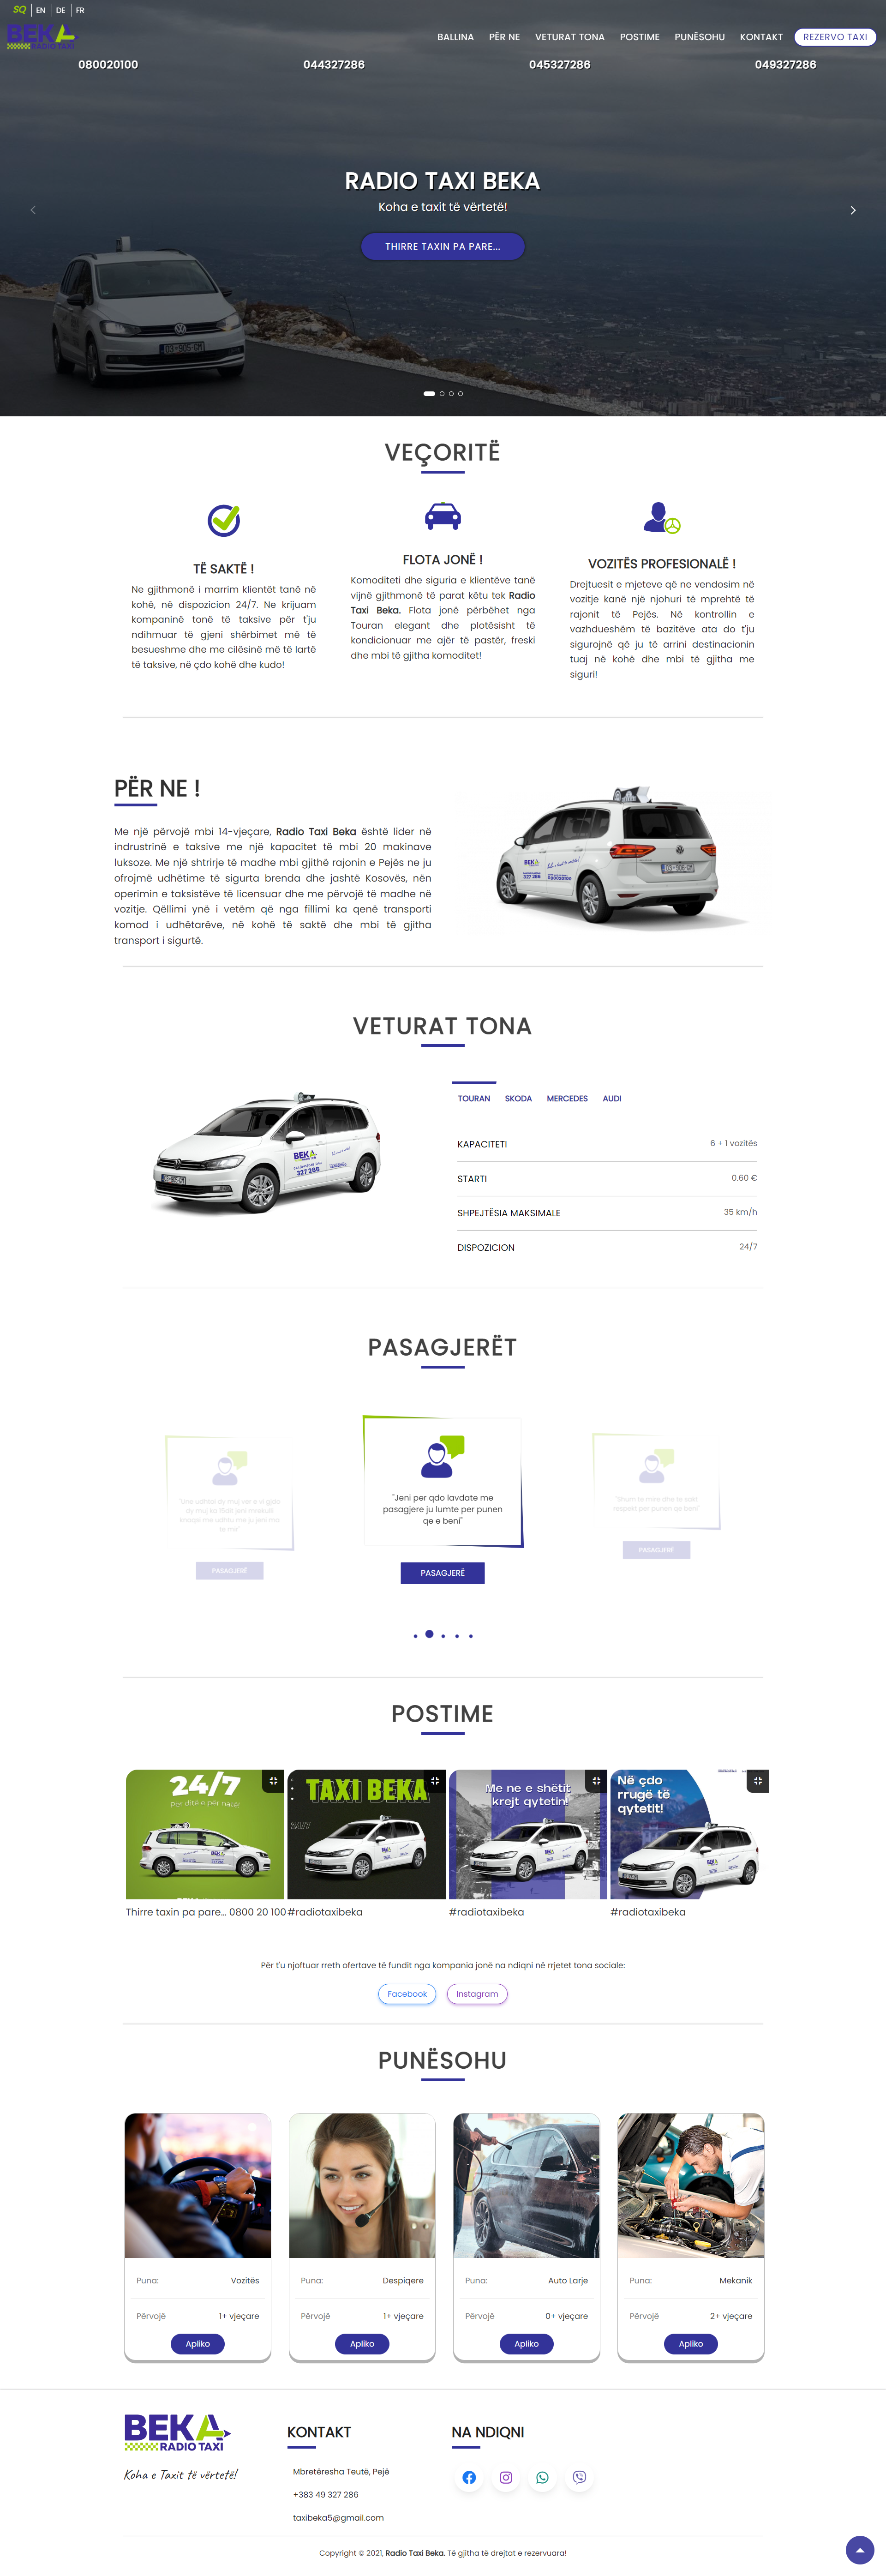 SQ EN DE FR
BEKA
RADIO TAXI
BALLINA PËR NE VETURAT TONA POSTIME PUNËSOHU KONTAKT REZERVO TAXI
080020100 044327286 045327286 049327286
RADIO TAXI BEKA
Koha e taxit të vërtetë!
THIRRE TAXIN PA PARE...
VEÇORITË
TË SAKTË !
Ne gjithmonë i marrim klientët tanë në
kohë, në dispozicion 24/7. Ne krijuam
kompaninë tonë të taksive për t'ju
ndihmuar të gjeni shërbimet më të
besueshme dhe me cilësinë më të lartë
të taksive, në çdo kohë dhe kudo!
FLOTA JONË !
Komoditeti dhe siguria e klientëve tanë
vijnë gjithmonë të parat këtu tek Radio
Taxi Beka. Flota jonë përbëhet nga
Touran elegant dhe plotësisht të
kondicionuar me ajër të pastër, freski
dhe mbi të gjitha komoditet!
VOZITËS PROFESIONALË !
Drejtuesit e mjeteve që ne vendosim në
vozitje kanë një njohuri të mprehtë të
rajonit të Pejës. Në kontrollin e
vazhdueshëm të bazitëve ata do t'ju
sigurojnë që ju të arrini destinacionin
tuaj në kohë dhe mbi të gjitha me
siguri!
PËR NE !
Me një përvojë mbi 14-vjeçare, Radio Taxi Beka është lider në
indrustrinë e taksive me një kapacitet të mbi 20 makinave
luksoze. Me një shtrirje të madhe mbi gjithë rajonin e Pejës ne ju
ofrojmë udhëtime të sigurta brenda dhe jashtë Kosovës, nën
operimin e taksistëve të licensuar dhe me përvojë të madhe në
vozitje. Qëllimi ynë i vetëm që nga fillimi ka qenë transporti
komod i udhëtarëve, në kohë të saktë dhe mbi të gjitha
transport i sigurtë.
BEKA
327 286
VETURAT TONA
BEKA
327 286
TOURAN SKODA MERCEDES AUDI
KAPACITETI 6 + 1 vozitës
STARTI 0.60 €
SHPEJTËSIA MAKSIMALE 35 km/h
DISPOZICION 24/7
PASAGJERËT
"Jeni per qdo lavdate me
pasagjere ju lumte per punen
qe e beni"
PASAGJERË
PASAGJERË
PASAGJERË
POSTIME
24/7
Për ditë e për natë!
TAXI BEKA
24/7
Me ne e shëtit
krejt qytetin!
Në çdo
rrugë të
qytetit!
Thirre taxin pa pare... 0800 20 100
#radiotaxibeka
#radiotaxibeka
#radiotaxibeka
Për t'u njoftuar rreth ofertave të fundit nga kompania jonë na ndiqni në rrjetet tona sociale:
Facebook Instagram
PUNËSOHU
Puna: Vozitës
Përvojë 1+ vjeçare
Apliko
Puna: Despiqere
Përvojë 1+ vjeçare
Apliko
Puna: Auto Larje
Përvojë 0+ vjeçare
Apliko
Puna: Mekanik
Përvojë 2+ vjeçare
Apliko
BEKA
RADIO TAXI
Koha e Taxit të vërtetë!
KONTAKT
Mbretëresha Teutë, Pejë
+383 49 327 286
taxibeka5@gmail.com
NA NDIQNI
Copyright © 2021, Radio Taxi Beka. Të gjitha të drejtat e rezervuara!